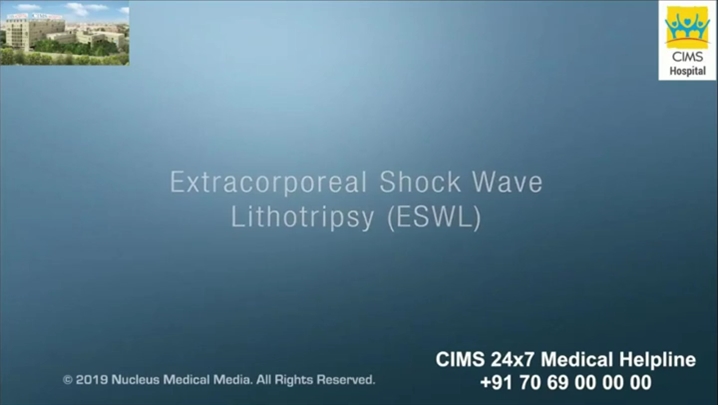 CIMS
Hospital
Extracorporeal Shock Wave
Lithotripsy (ESWL)
CIMS 24x7 Medical Helpline
+91 70 69 00 00 00
© 2019 Nucleus Medical Media. All Rights Reserved.